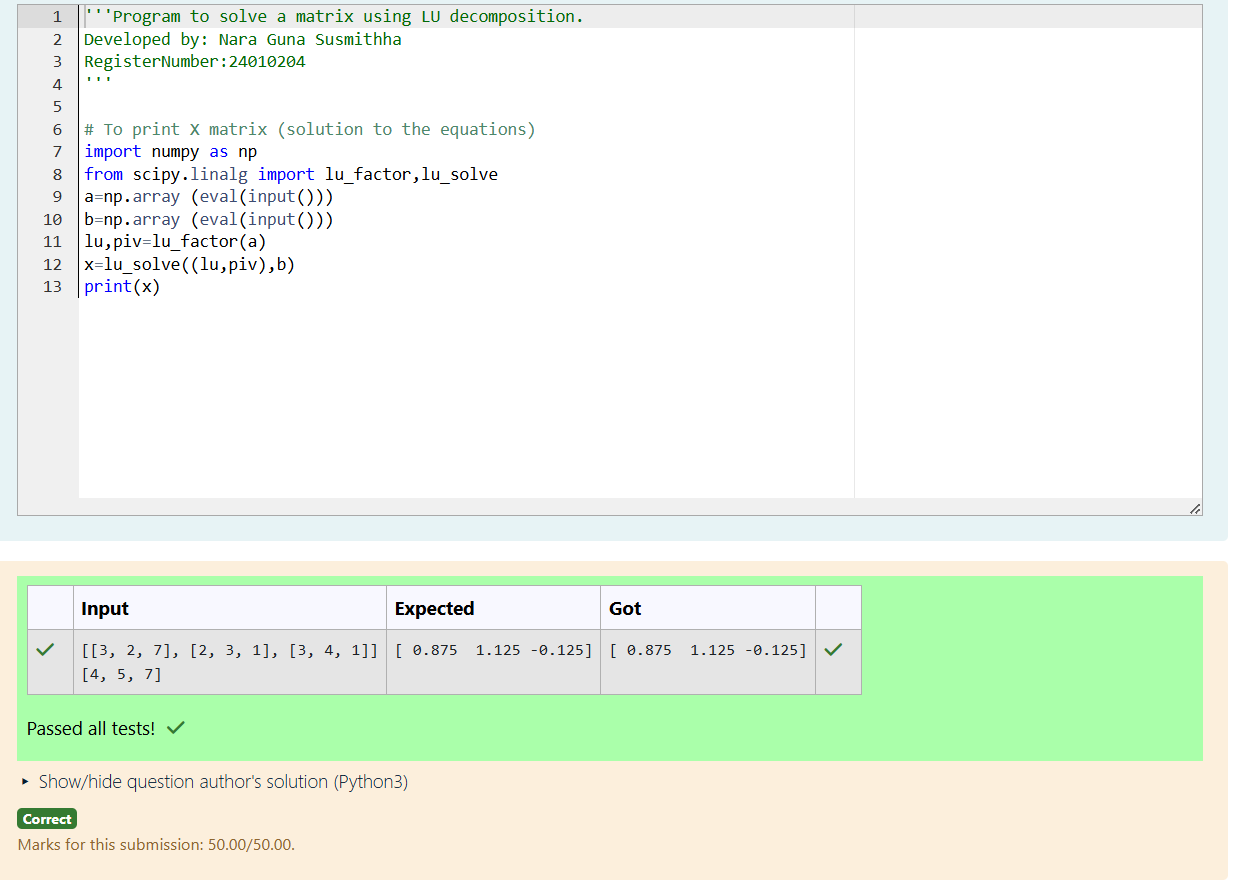 1 '''Program to solve a matrix using LU decomposition.
2 Developed by: Nara Guna Susmithha
3 RegisterNumber:24010204
4 '''
5
6 # To print X matrix (solution to the equations)
7 import numpy as np
8 from scipy.linalg import lu_factor,lu_solve
9 a=np.array (eval(input()))
10 b=np.array (eval(input()))
11 lu,piv=lu_factor(a)
12 x=lu_solve((lu,piv),b)
13 print(x)
Input Expected Got
[[3, 2, 7], [2, 3, 1], [3, 4, 1]] [ 0.875  1.125 -0.125] [ 0.875  1.125 -0.125]
[4, 5, 7]
Passed all tests!
Show/hide question author's solution (Python3)
Correct
Marks for this submission: 50.00/50.00.